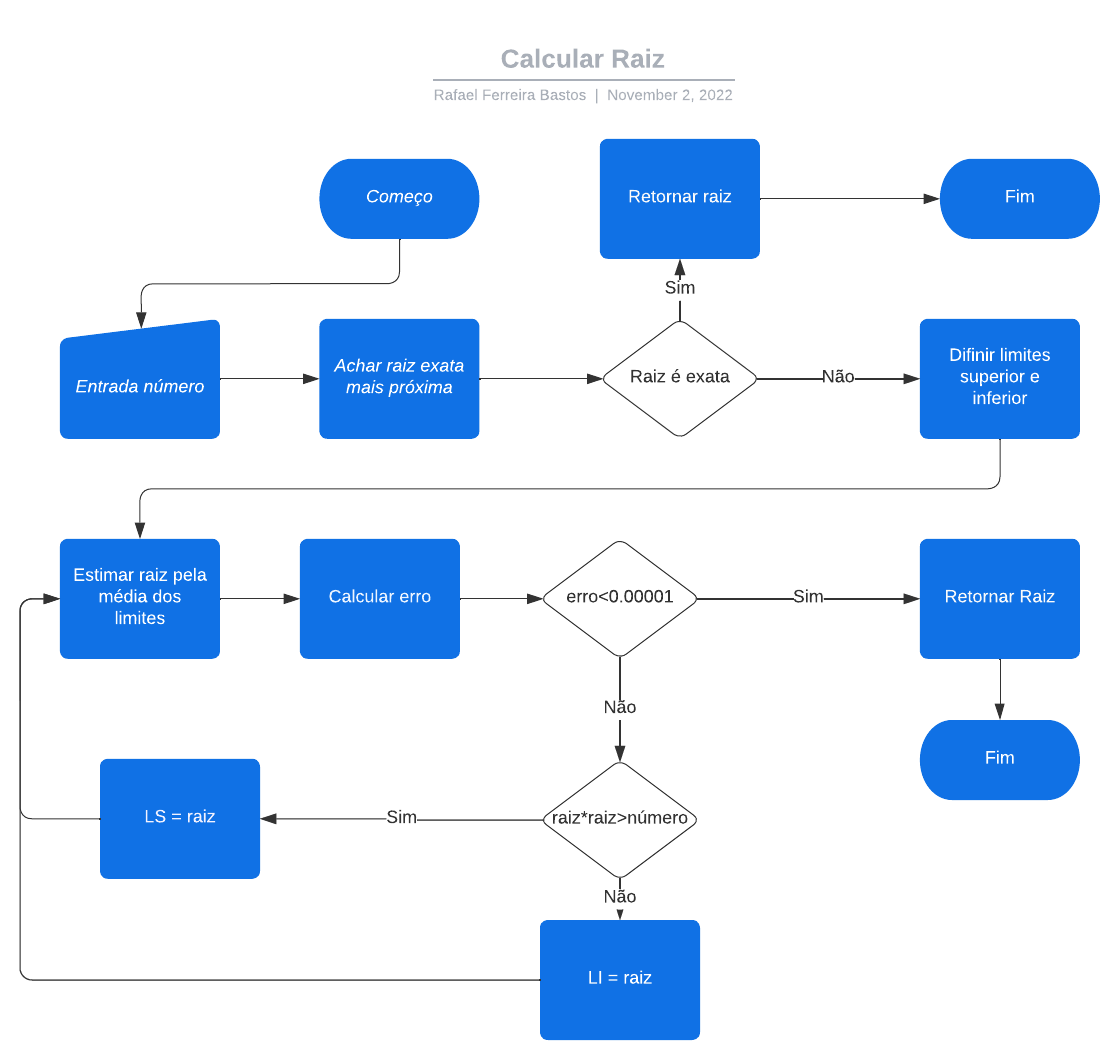 Calcular Raiz
Rafael Ferreira Bastos | November 2, 2022
Começo
Retornar raiz
Fim
Sim
Entrada número
Achar raiz exata
mais próxima
Raiz é exata
Não
Difinir limites
superior e
inferior
Estimar raiz pela
média dos
limites
Calcular erro
erro<0.00001
Sim
Retornar Raiz
Não
Fim
LS = raiz
Sim
raiz*raiz>número
Não
LI = raiz